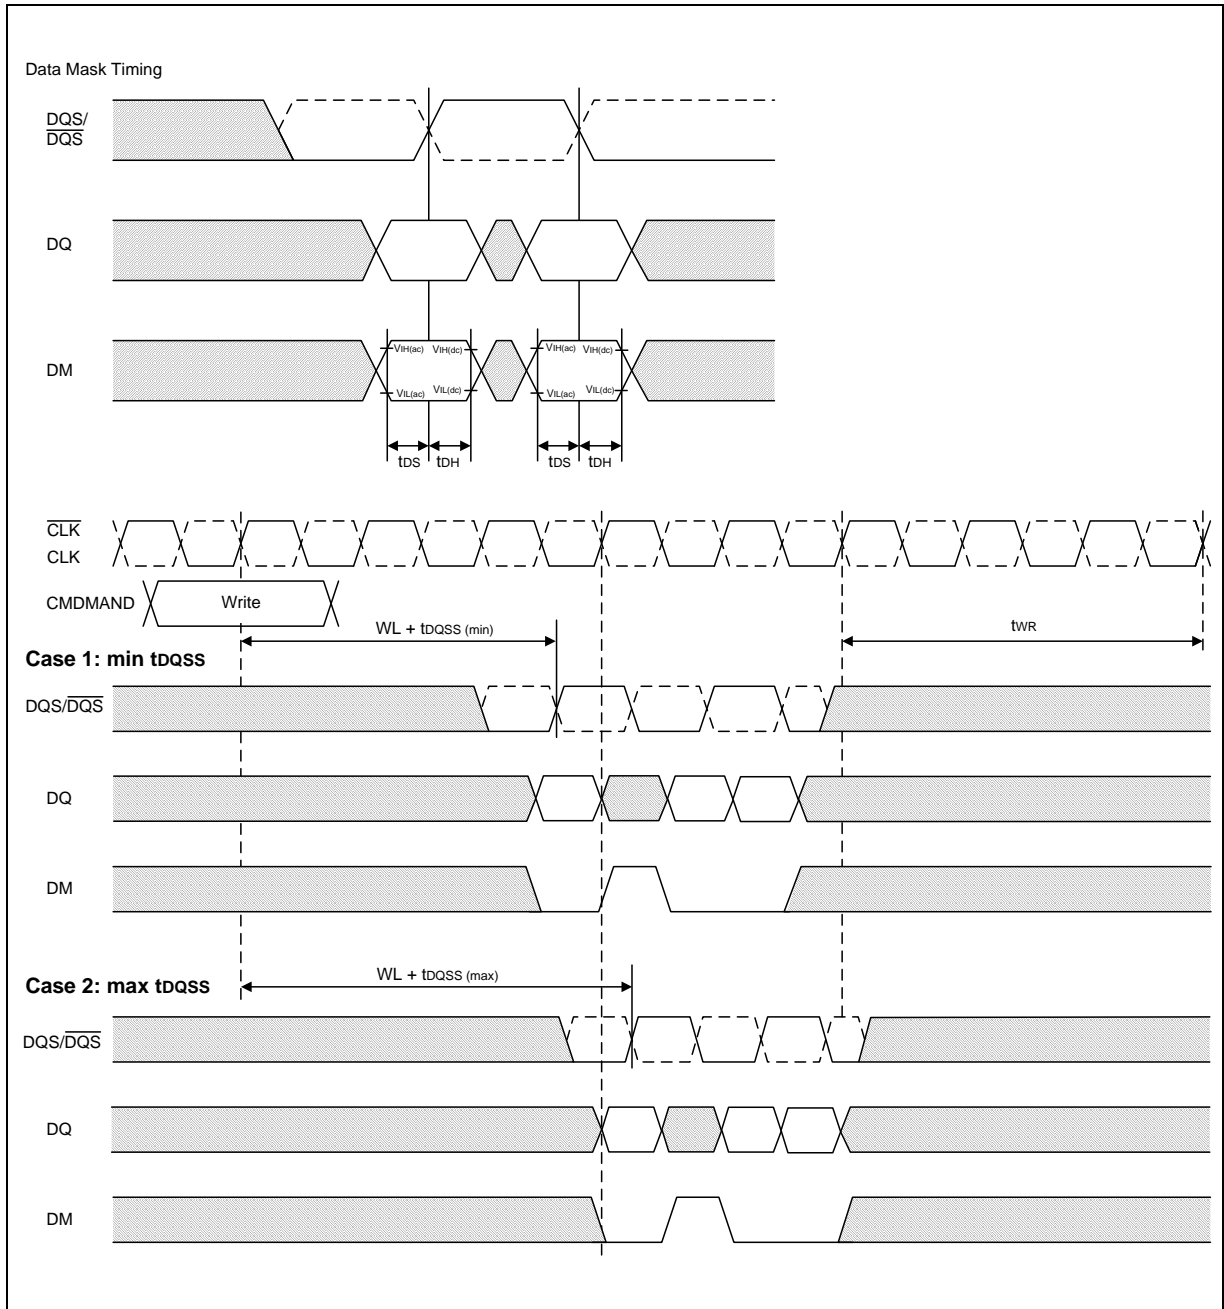 Data Mask Timing
DQS/
DQS
DQ
DM
VIH(ac) VIH(dc) VIH(ac) VIH(dc)
VIL(ac) VIL(dc) VIL(ac) VIL(dc)
tDS tDH tDS tDH
CLK
CLK
CMDMAND Write
WL + tDQSS (min) tWR
Case 1: min tDQSS
DQS/DQS
DQ
DM
WL + tDQSS (max)
Case 2: max tDQSS
DQS/DQS
DQ
DM